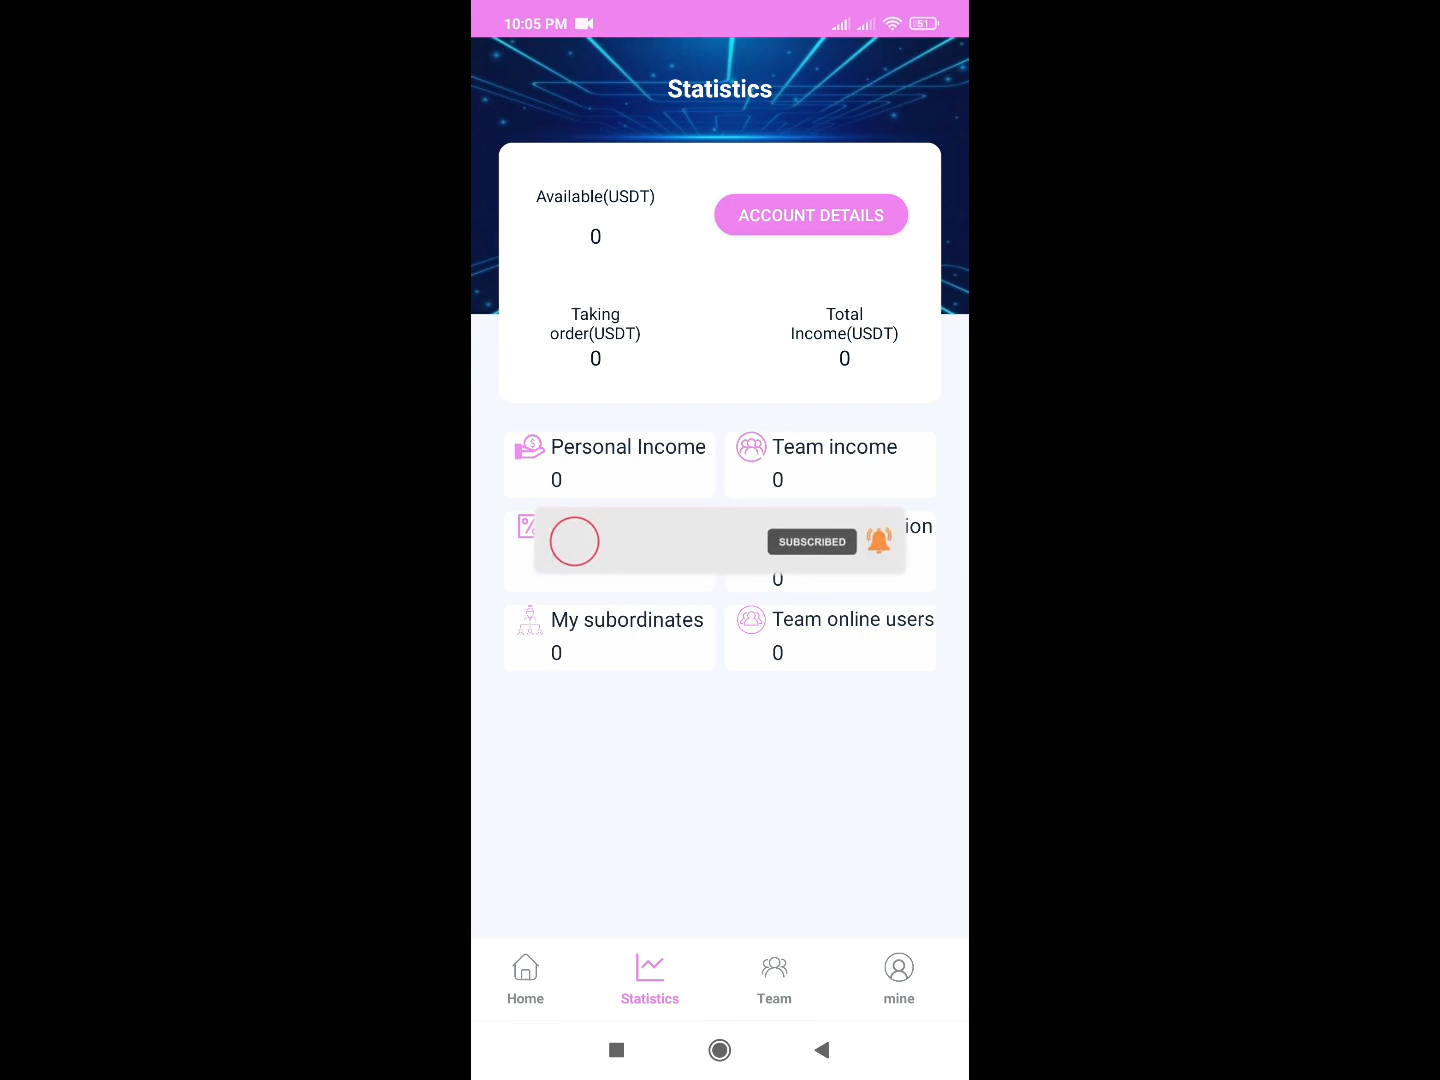 10:05 PM
51
Statistics
Available(USDT)
0
ACCOUNT DETAILS
Taking
order(USDT)
0
Total
Income(USDT)
0
Personal Income
0
Team income
0
%
SUBSCRIBED
0
My subordinates
0
Team online users
0
Home
Statistics
Team
mine